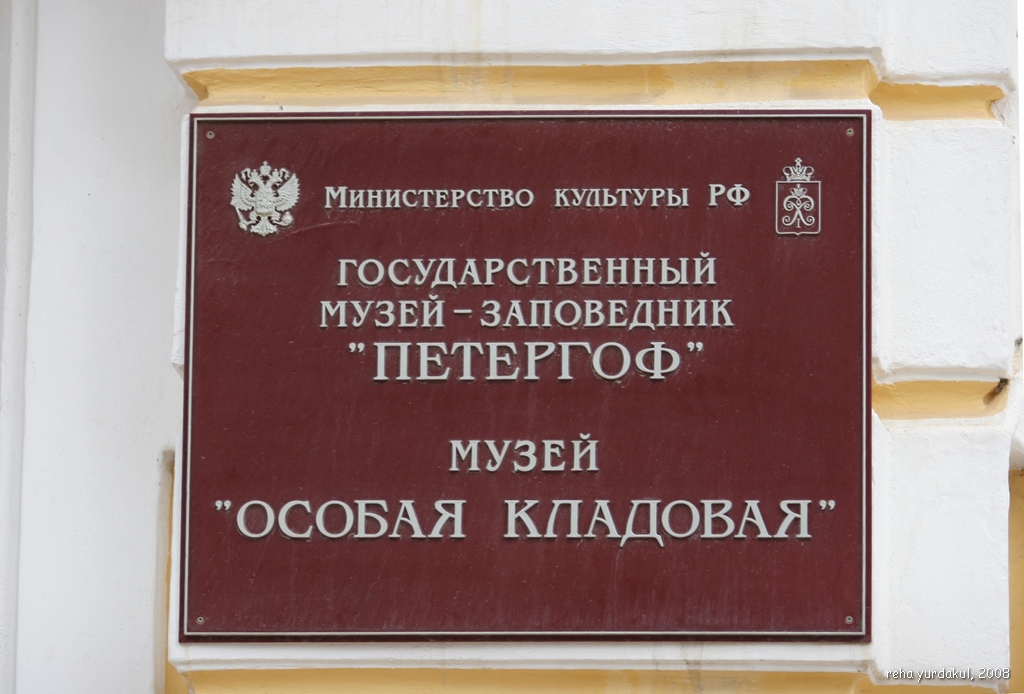 Министерство культуры РФ
ГОСУДАРСТВЕННЫЙ
МУЗЕЙ-ЗАПОВЕДНИК
"ПЕТЕРГОФ"
МУЗЕЙ
"ОСОБАЯ КЛАДОВАЯ"
reha yurdakul, 2008